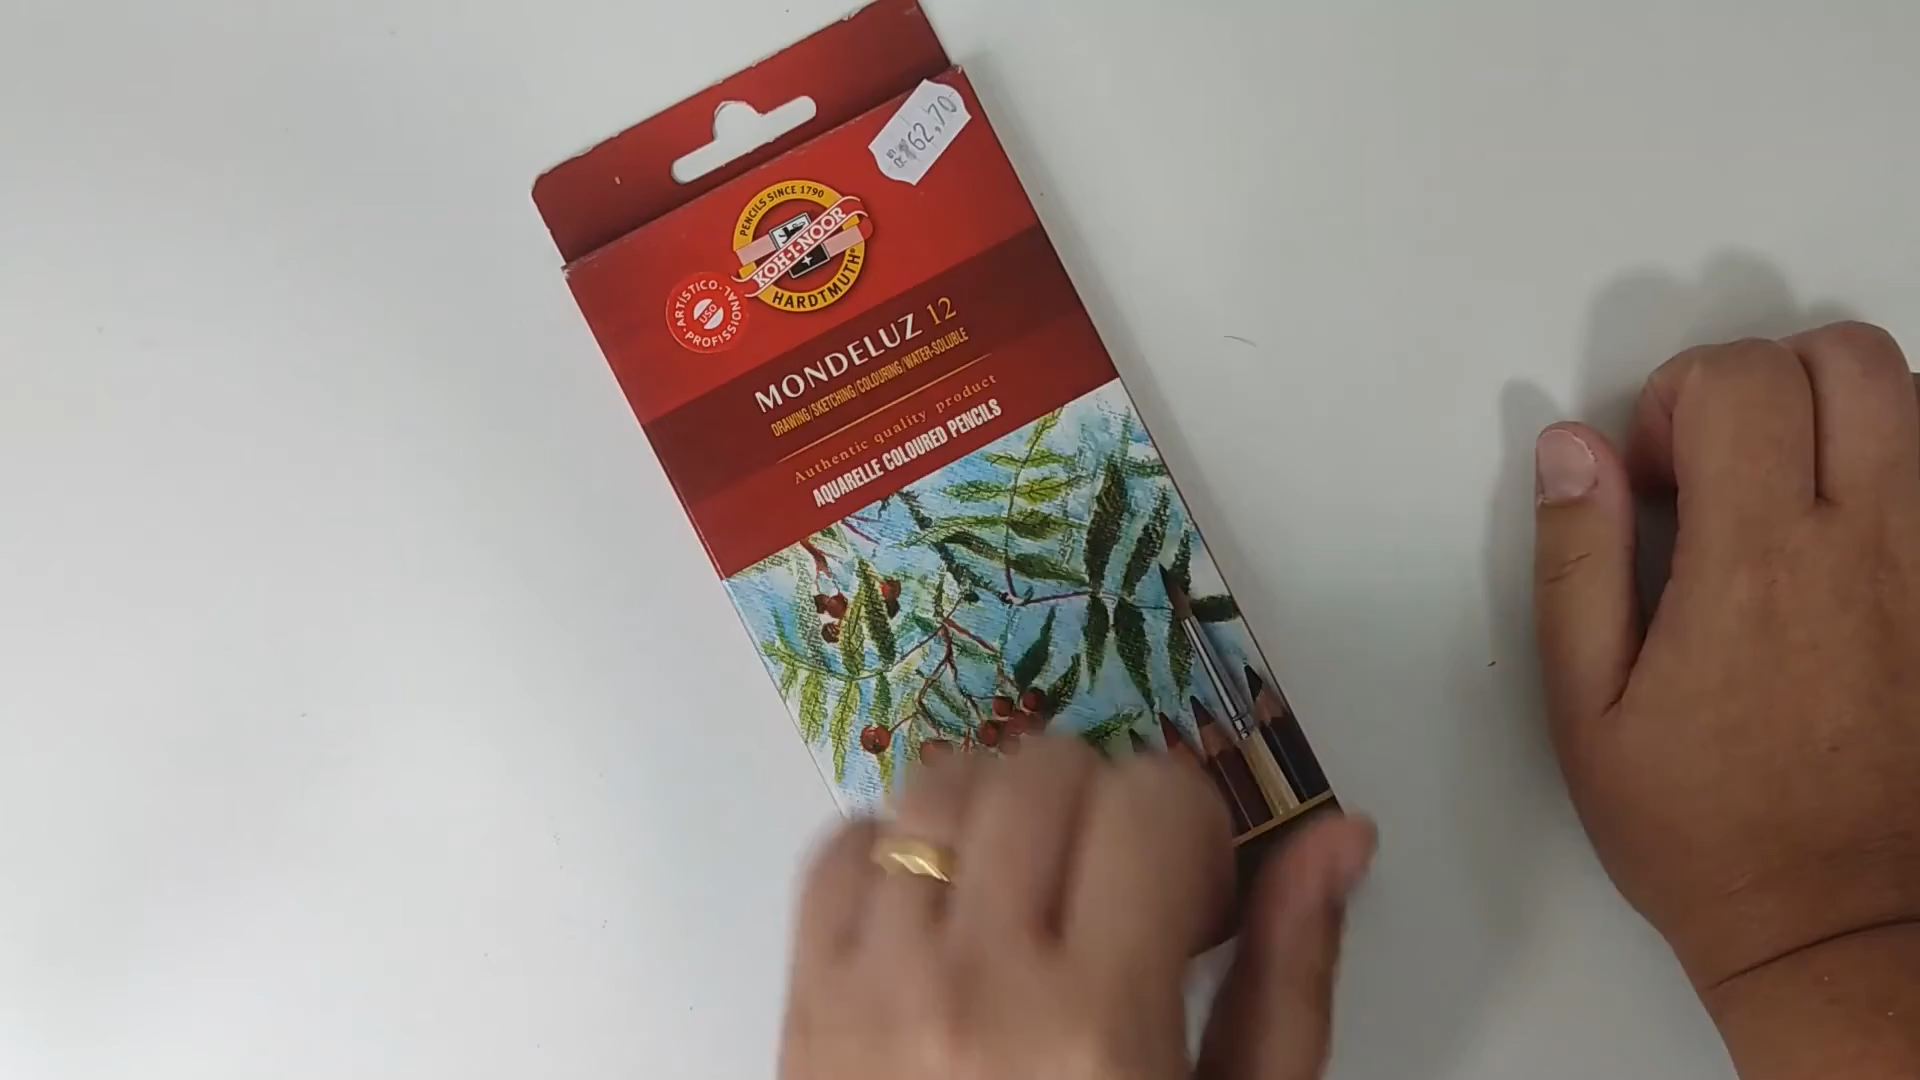 62,70
PENCILS SINCE 1790
KOH-I-NOOR
HARDTMUTH®
ARTÍSTICO
USO
PROFISSIONAL
MONDELUZ 12
DRAWING/SKETCHING/COLOURING/WATER-SOLUBLE
Authentic quality product
AQUARELLE COLOURED PENCILS